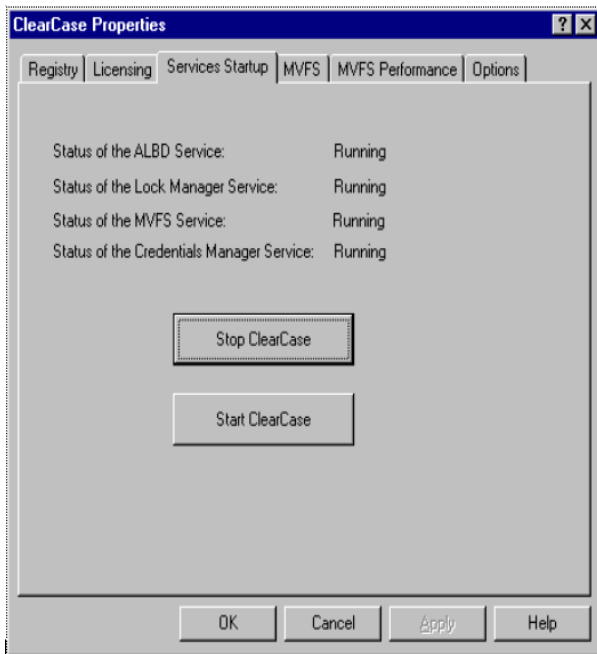 ClearCase Properties
Registry Licensing Services Startup MVFS MVFS Performance Options
Status of the ALBD Service: Running
Status of the Lock Manager Service: Running
Status of the MVFS Service: Running
Status of the Credentials Manager Service: Running
Stop ClearCase
Start ClearCase
OK Cancel Apply Help